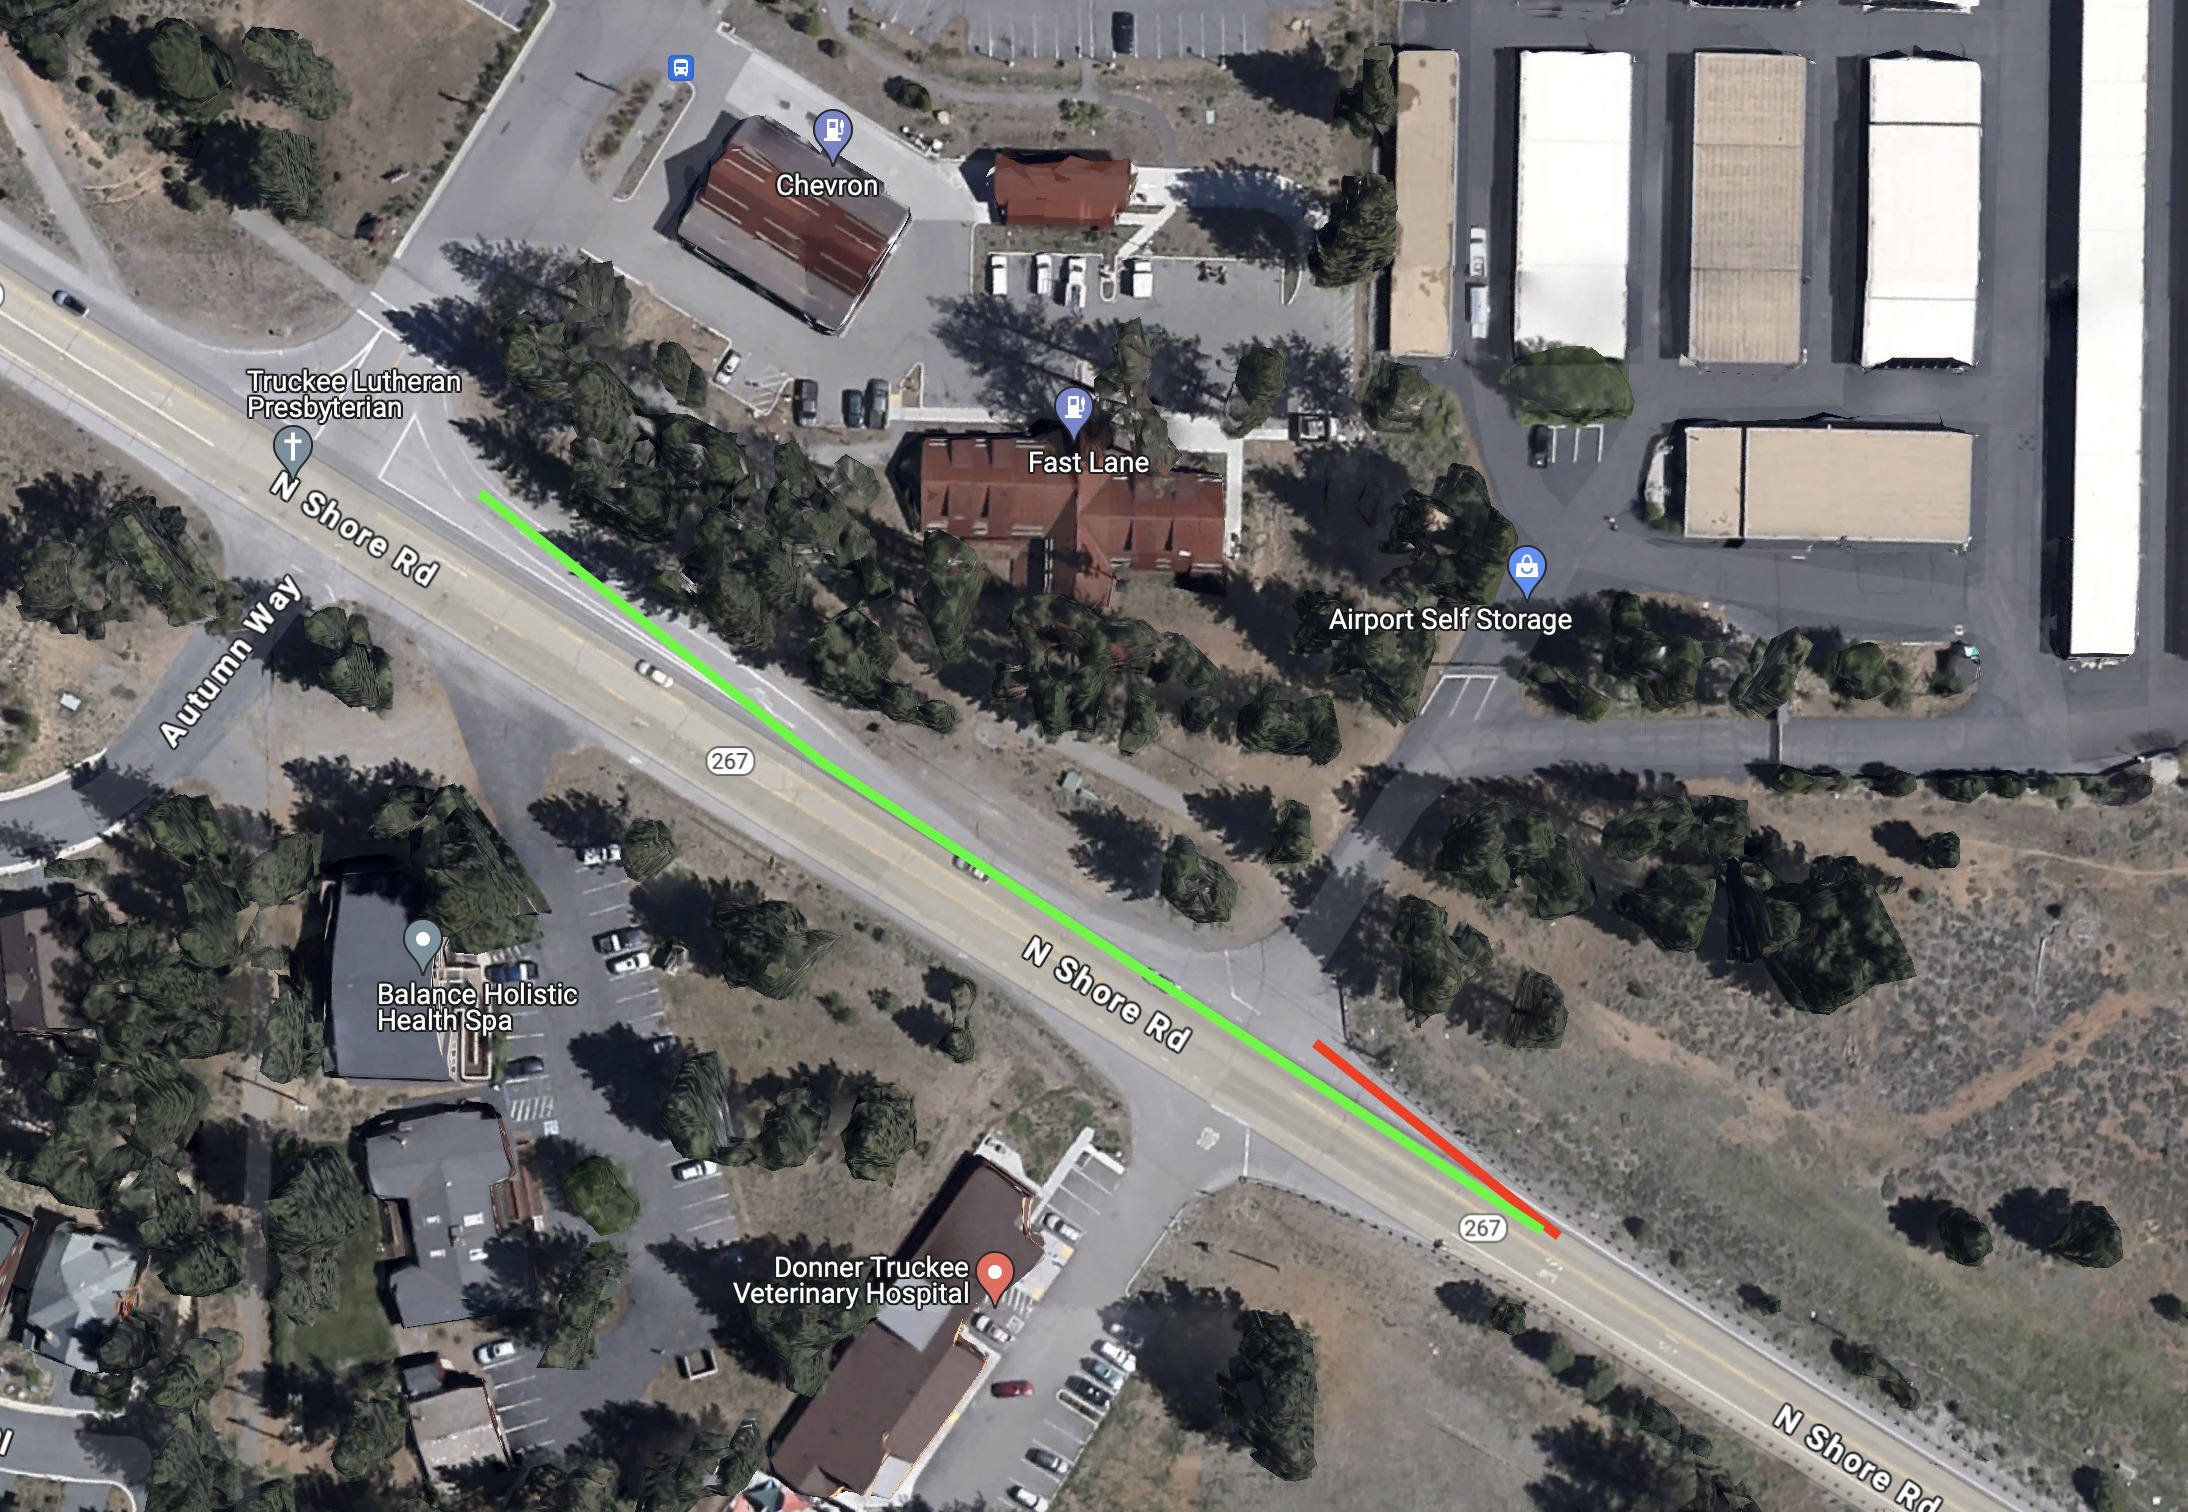 Chevron
Truckee Lutheran
Presbyterian
Fast Lane
N Shore Rd
Autumn Way
Airport Self Storage
267
N Shore Rd
Balance Holistic
Health Spa
267
Donner Truckee
Veterinary Hospital
N Shore Rd